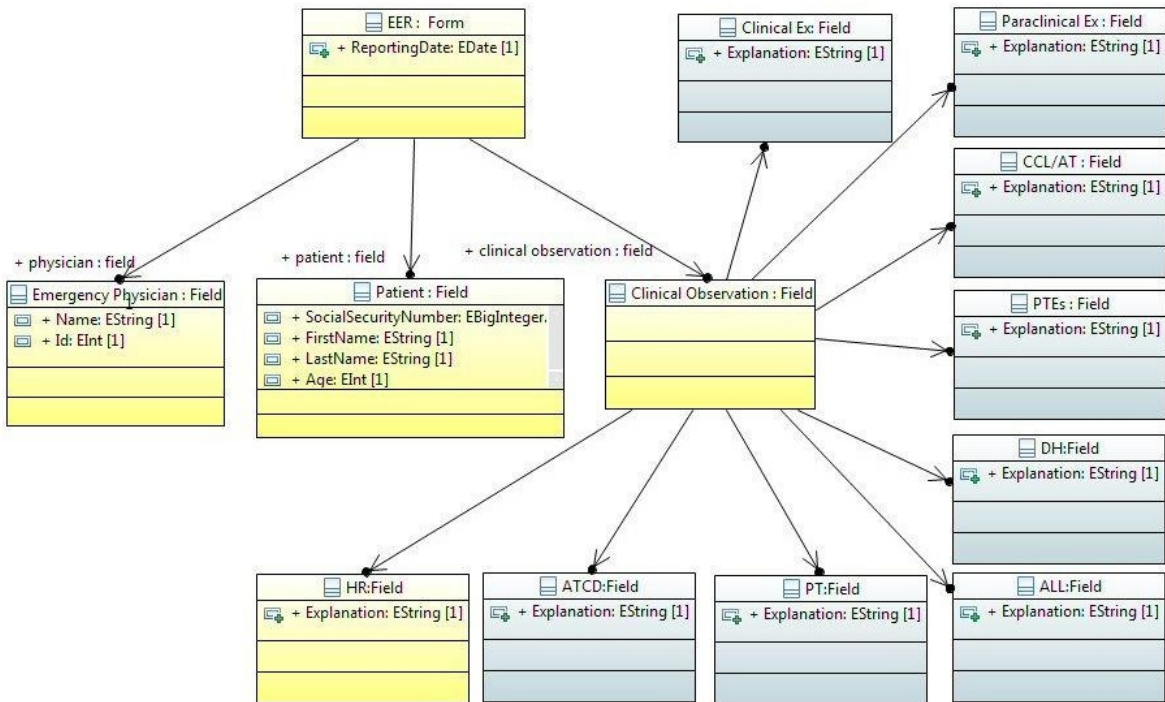 EER :  Form
+ ReportingDate: EDate [1]
Clinical Ex: Field
+ Explanation: EString [1]
Paraclinical Ex : Field
+ Explanation: EString [1]
CCL/AT : Field
+ Explanation: EString [1]
+ physician : field
+ patient : field
+ clinical observation : field
Emergency Physician : Field
+ Name: EString [1]
+ Id: EInt [1]
Patient : Field
+ SocialSecurityNumber: EBigInteger.
+ FirstName: EString [1]
+ LastName: EString [1]
+ Age: EInt [1]
Clinical Observation : Field
PTEs : Field
+ Explanation: EString [1]
DH:Field
+ Explanation: EString [1]
HR:Field
+ Explanation: EString [1]
ATCD:Field
+ Explanation: EString [1]
PT:Field
+ Explanation: EString [1]
ALL:Field
+ Explanation: EString [1]